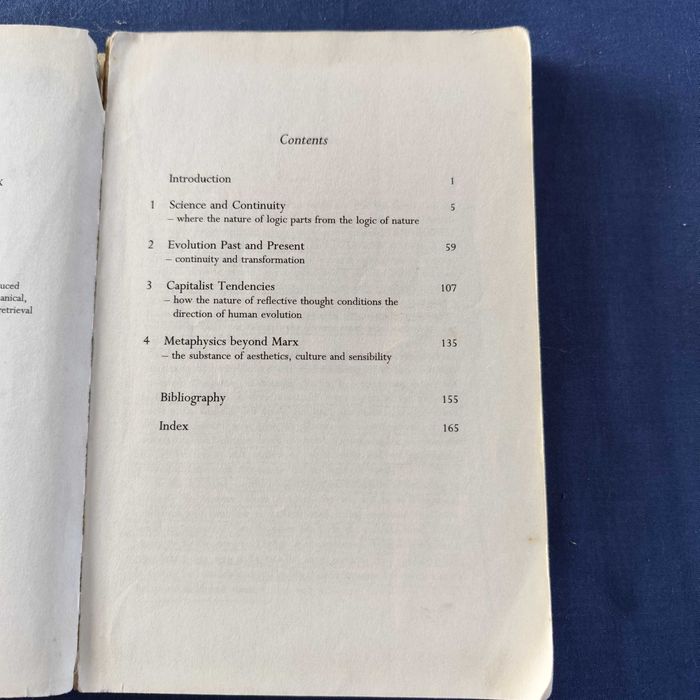 x
uced
anical,
retrieval
Contents
Introduction 1
1 Science and Continuity 5
– where the nature of logic parts from the logic of nature
2 Evolution Past and Present 59
– continuity and transformation
3 Capitalist Tendencies 107
– how the nature of reflective thought conditions the
direction of human evolution
4 Metaphysics beyond Marx 135
– the substance of aesthetics, culture and sensibility
Bibliography 155
Index 165